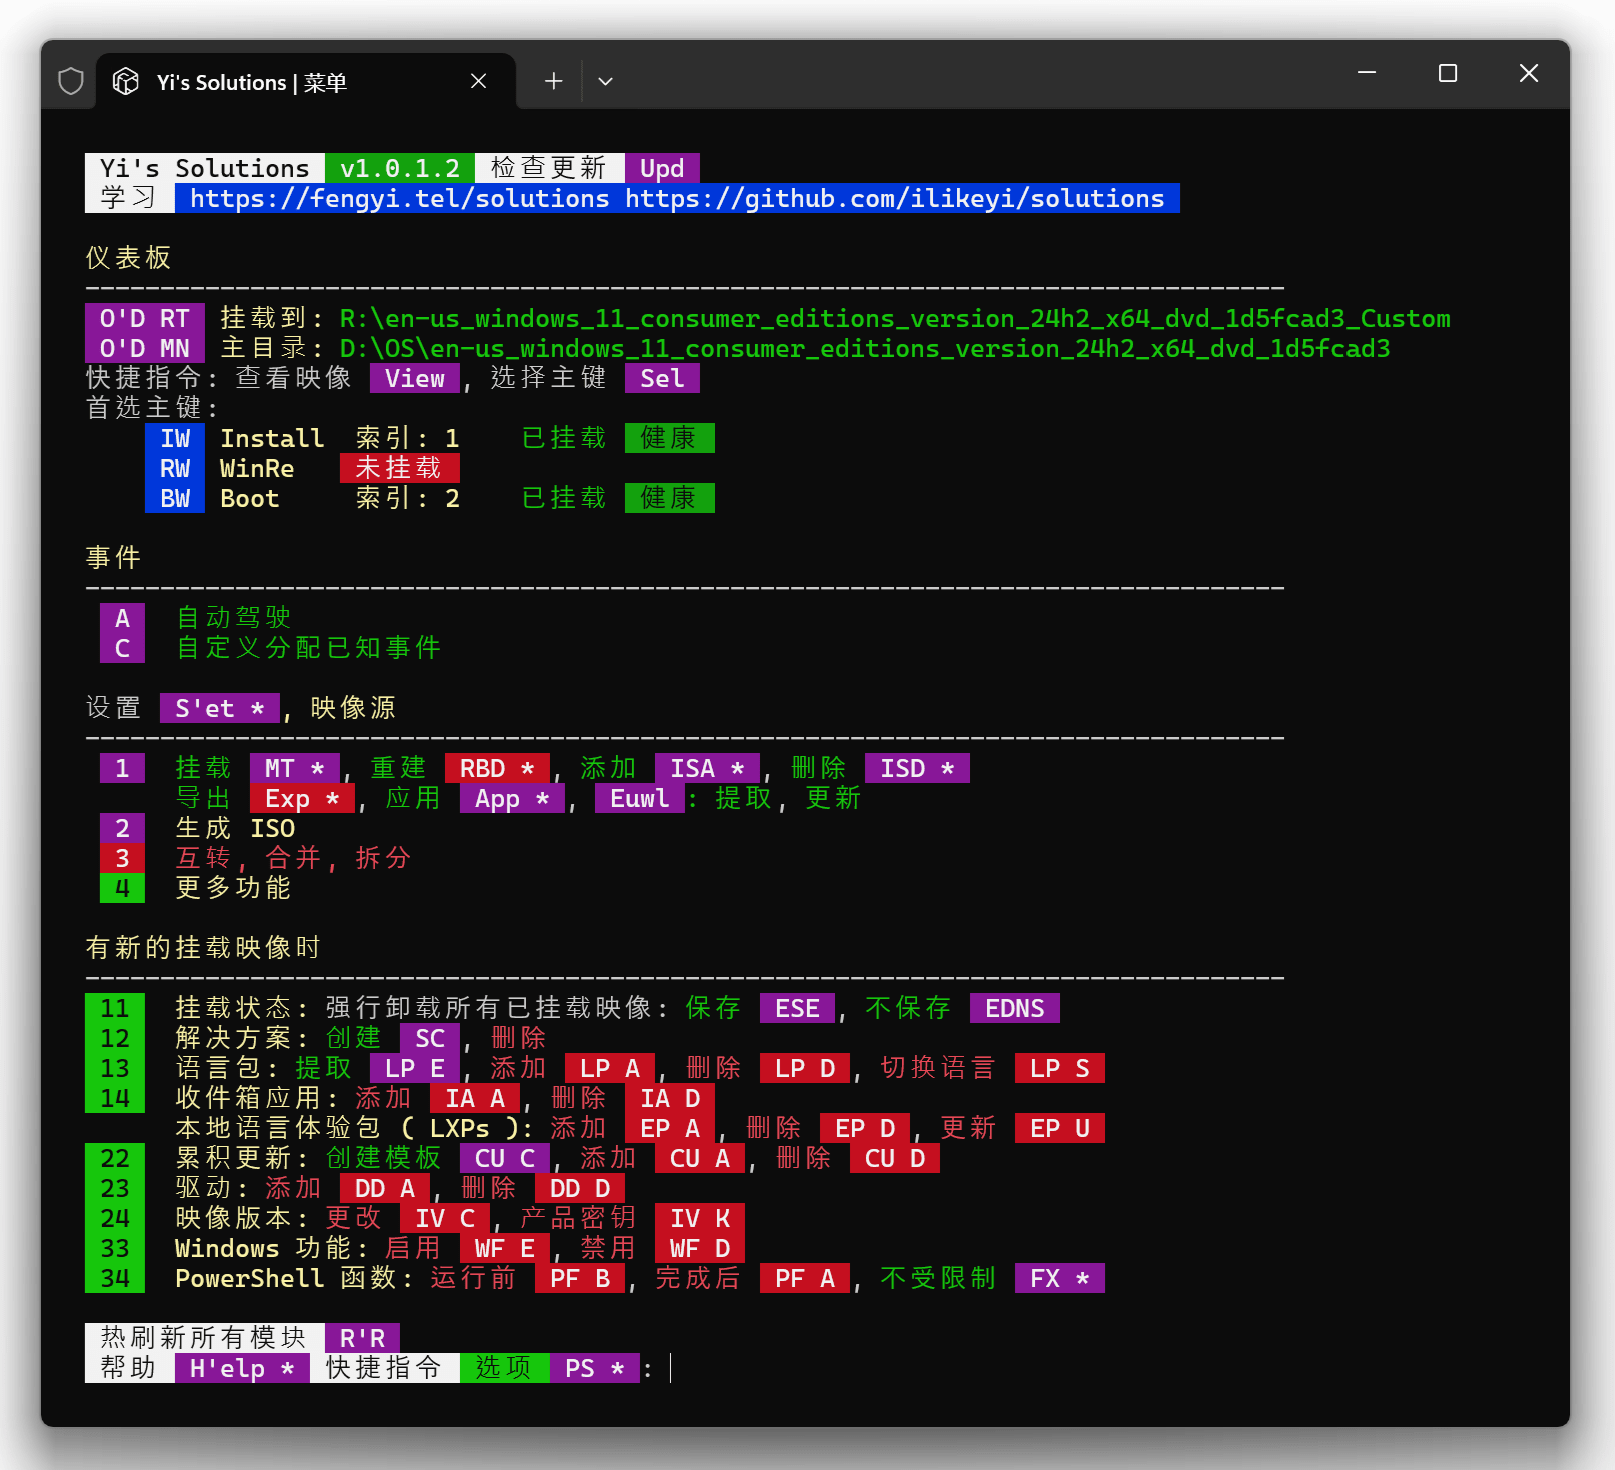 Yi's Solutions | 菜单
Yi's Solutions v1.0.1.2 检查更新 Upd
学习 https://fengyi.tel/solutions https://github.com/ilikeyi/solutions
仪表板
--------------------------------------------------------------------------------
O'D RT 挂载到: R:\en-us_windows_11_consumer_editions_version_24h2_x64_dvd_1d5fcad3_Custom
O'D MN 主目录: D:\OS\en-us_windows_11_consumer_editions_version_24h2_x64_dvd_1d5fcad3
快捷指令: 查看映像 View , 选择主键 Sel
首选主键:
IW Install 索引: 1 已挂载 健康
RW WinRe 未挂载
BW Boot 索引: 2 已挂载 健康
事件
--------------------------------------------------------------------------------
A 自动驾驶
C 自定义分配已知事件
设置 S'et * , 映像源
--------------------------------------------------------------------------------
1 挂载 MT * , 重建 RBD * , 添加 ISA * , 删除 ISD *
导出 Exp * , 应用 App * , Euwl : 提取, 更新
2 生成 ISO
3 互转, 合并, 拆分
4 更多功能
有新的挂载映像时
--------------------------------------------------------------------------------
11 挂载状态: 强行卸载所有已挂载映像: 保存 ESE , 不保存 EDNS
12 解决方案: 创建 SC , 删除
13 语言包: 提取 LP E , 添加 LP A , 删除 LP D , 切换语言 LP S
14 收件箱应用: 添加 IA A , 删除 IA D
本地语言体验包 ( LXPs ): 添加 EP A , 删除 EP D , 更新 EP U
22 累积更新: 创建模板 CU C , 添加 CU A , 删除 CU D
23 驱动: 添加 DD A , 删除 DD D
24 映像版本: 更改 IV C , 产品密钥 IV K
33 Windows 功能: 启用 WF E , 禁用 WF D
34 PowerShell 函数: 运行前 PF B , 完成后 PF A , 不受限制 FX *
热刷新所有模块 R'R
帮助 H'elp * 快捷指令 选项 PS * :